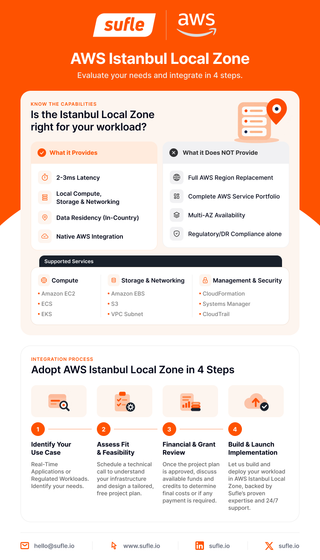 sufle
aws
AWS Istanbul Local Zone
Evaluate your needs and integrate in 4 steps.
KNOW THE CAPABILITIES
Is the Istanbul Local Zone
right for your workload?
What it Provides
2-3ms Latency
Local Compute,
Storage & Networking
Data Residency (In-Country)
Native AWS Integration
What it Does NOT Provide
Full AWS Region Replacement
Complete AWS Service Portfolio
Multi-AZ Availability
Regulatory/DR Compliance alone
Supported Services
Compute
• Amazon EC2
• ECS
• EKS
Storage & Networking
• Amazon EBS
• S3
• VPC Subnet
Management & Security
• CloudFormation
• Systems Manager
• CloudTrail
INTEGRATION PROCESS
Adopt AWS Istanbul Local Zone in 4 Steps
1
Identify Your
Use Case
Real-Time
Applications or
Regulated Workloads.
Identify your needs.
2
Assess Fit
& Feasibility
Schedule a technical
call to understand
your infrastructure
and design a tailored,
free project plan.
3
Financial & Grant
Review
Once the project
plan is approved, discuss
available funds and
credits to determine
final costs or if any
payment is required.
4
Build & Launch
Implementation
Let us build and
deploy your workload
in AWS Istanbul Local
Zone, backed by
Sufle's proven
expertise and 24/7
support.
hello@sufle.io
www.sufle.io
sufle.io
sufle.io